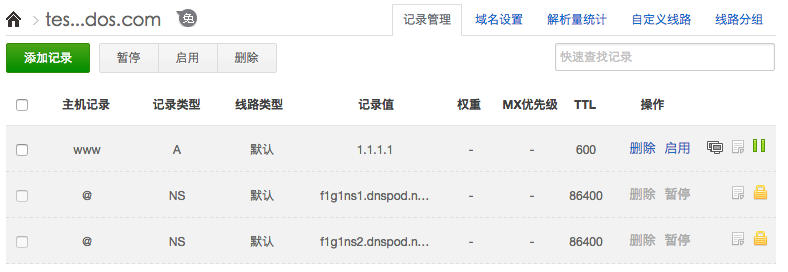 tes...dos.com 免
记录管理 域名设置 解析量统计 自定义线路 线路分组
添加记录 暂停 启用 删除 快速查找记录
主机记录 记录类型 线路类型 记录值 权重 MX优先级 TTL 操作
www A 默认 1.1.1.1 - - 600 删除 启用
@ NS 默认 f1g1ns1.dnspod.n... - - 86400 删除 暂停
@ NS 默认 f1g1ns2.dnspod.n... - - 86400 删除 暂停